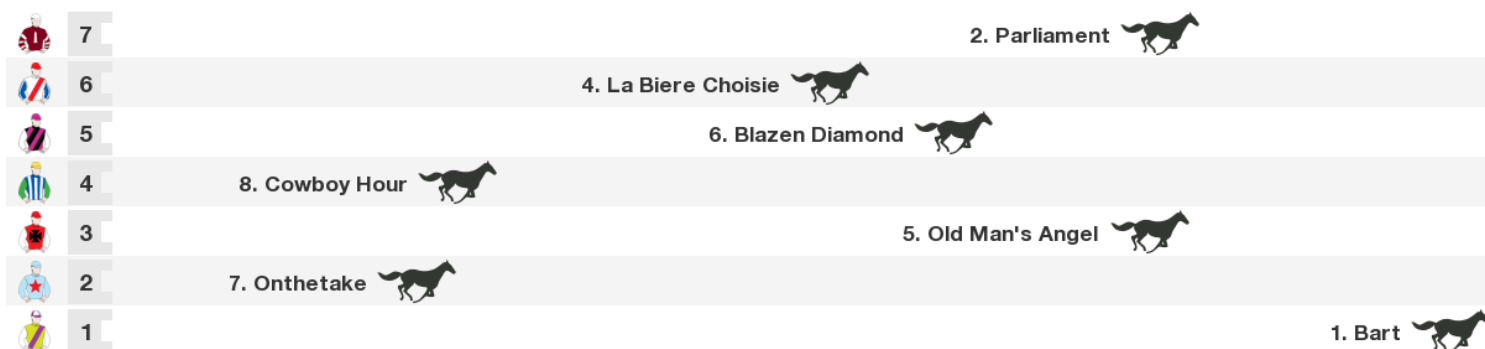 7 2. Parliament
6 4. La Biere Choisie
5 6. Blazen Diamond
4 8. Cowboy Hour
3 5. Old Man's Angel
2 7. Onthetake
1 1. Bart